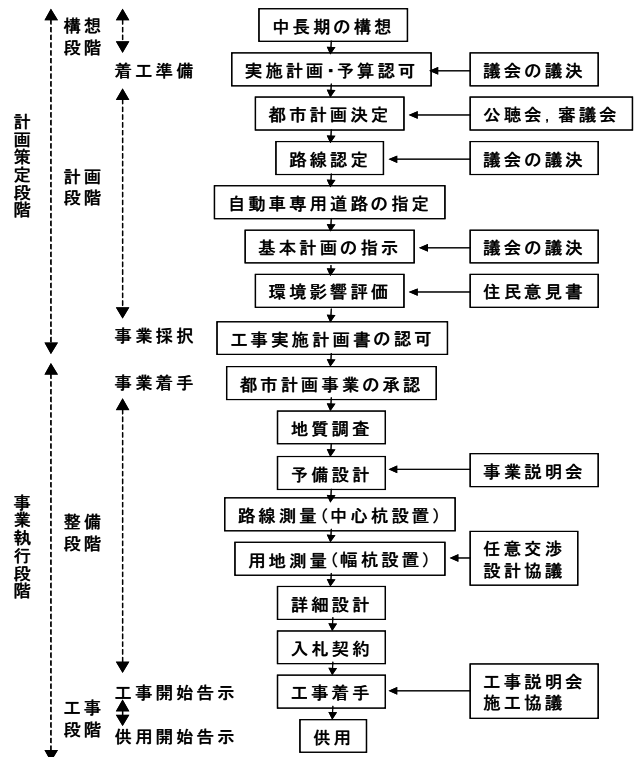 構想
段階
中長期の構想
着工準備
実施計画・予算認可
議会の議決
都市計画決定
公聴会,審議会
路線認定
議会の議決
計画策定段階
計画
段階
自動車専用道路の指定
基本計画の指示
議会の議決
環境影響評価
住民意見書
事業採択
工事実施計画書の認可
事業着手
都市計画事業の承認
地質調査
予備設計
事業説明会
事業執行段階
整備
段階
路線測量(中心杭設置)
用地測量(幅杭設置)
任意交渉
設計協議
詳細設計
入札契約
工事開始告示
工事着手
工事説明会
施工協議
工事
段階
供用開始告示
供用